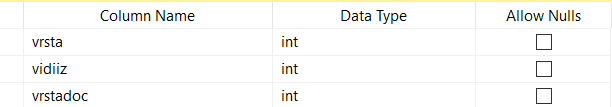 Column Name Data Type Allow Nulls
vrsta int
vidiiz int
vrstadoc int